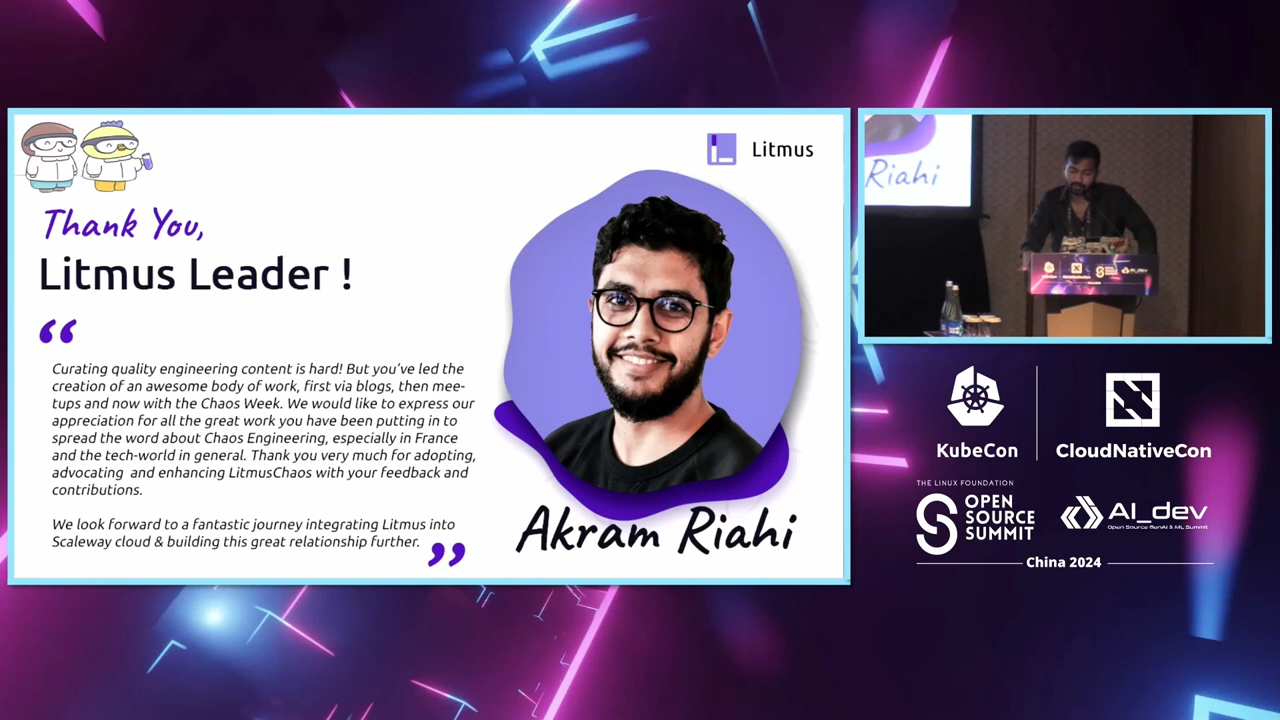 Litmus
Thank You,
Litmus Leader !
“
Curating quality engineering content is hard! But you’ve led the
creation of an awesome body of work, first via blogs, then mee-
tups and now with the Chaos Week. We would like to express our
appreciation for all the great work you have been putting in to
spread the word about Chaos Engineering, especially in France
and the tech-world in general. Thank you very much for adopting,
advocating and enhancing LitmusChaos with your feedback and
contributions.
We look forward to a fantastic journey integrating Litmus into
Scaleway cloud & building this great relationship further.
”
Akram Riahi
Riahi
KubeCon
CloudNativeCon
THE LINUX FOUNDATION
OPEN
SOURCE
SUMMIT
AI_dev
Open Source GenAI & ML Summit
China 2024